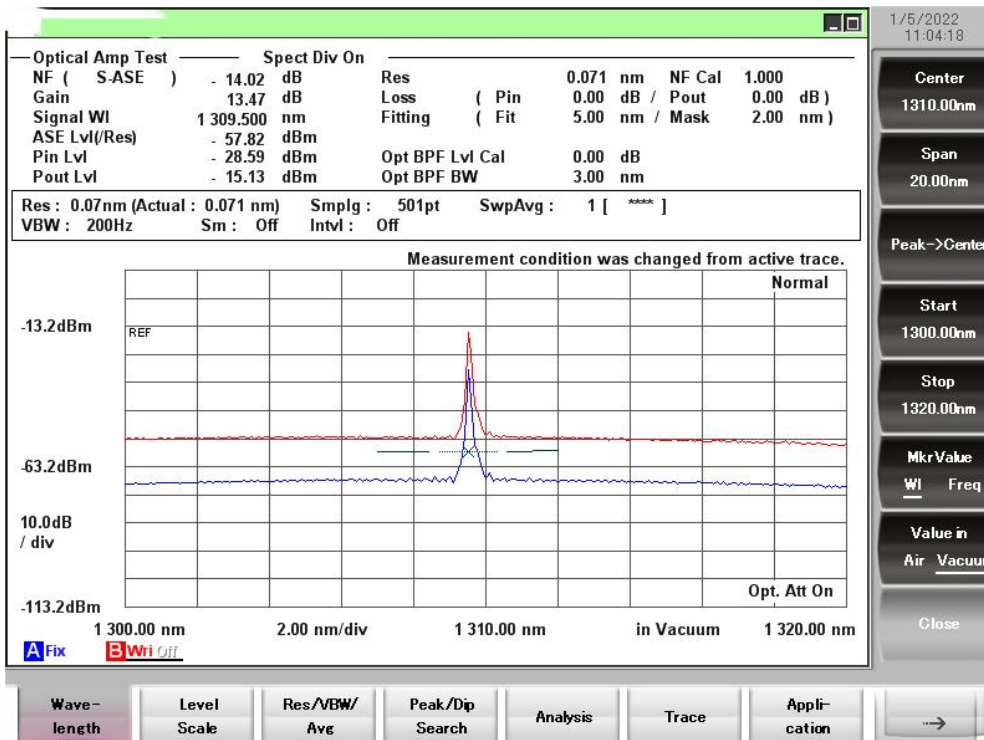 1/5/2022
11:04:18
Optical Amp Test Spect Div On
NF ( S-ASE ) - 14.02 dB Res 0.071 nm NF Cal 1.000
Gain 13.47 dB Loss ( Pin 0.00 dB / Pout 0.00 dB )
Signal Wl 1 309.500 nm Fitting ( Fit 5.00 nm / Mask 2.00 nm )
ASE Lvl(/Res) - 57.82 dBm
Pin Lvl - 28.59 dBm Opt BPF Lvl Cal 0.00 dB
Pout Lvl - 15.13 dBm Opt BPF BW 3.00 nm
Res : 0.07nm (Actual : 0.071 nm) Smplg : 501pt SwpAvg : 1 [ **** ]
VBW : 200Hz Sm : Off Intvl : Off
Measurement condition was changed from active trace.
Normal
-13.2dBm
REF
-63.2dBm
10.0dB
/ div
Opt. Att On
-113.2dBm
1 300.00 nm 2.00 nm/div 1 310.00 nm in Vacuum 1 320.00 nm
A Fix B Wri Off
Center
1310.00nm
Span
20.00nm
Peak->Center
Start
1300.00nm
Stop
1320.00nm
Mkr Value
Wl Freq
Value in
Air Vacuu
Close
Wave-
length
Level
Scale
Res/VBW/
Avg
Peak/Dip
Search
Analysis
Trace
Appli-
cation